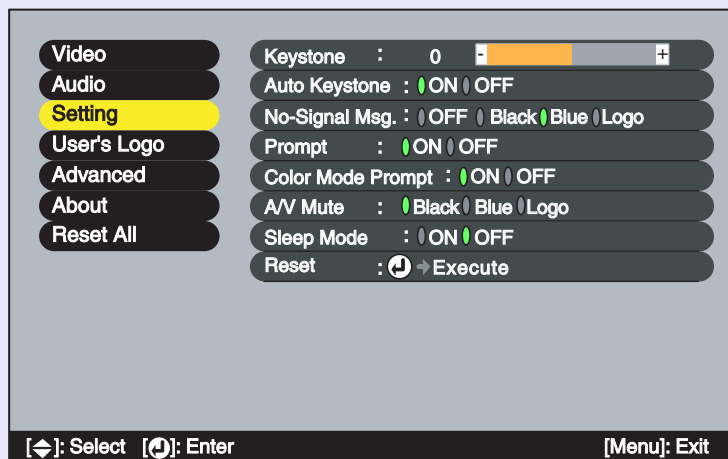 Video
Audio
Setting
User's Logo
Advanced
About
Reset All
Keystone : 0 - +
Auto Keystone : ON OFF
No-Signal Msg. : OFF Black Blue Logo
Prompt : ON OFF
Color Mode Prompt : ON OFF
A/V Mute : Black Blue Logo
Sleep Mode : ON OFF
Reset : Execute
[ ]: Select [ ]: Enter [Menu]: Exit